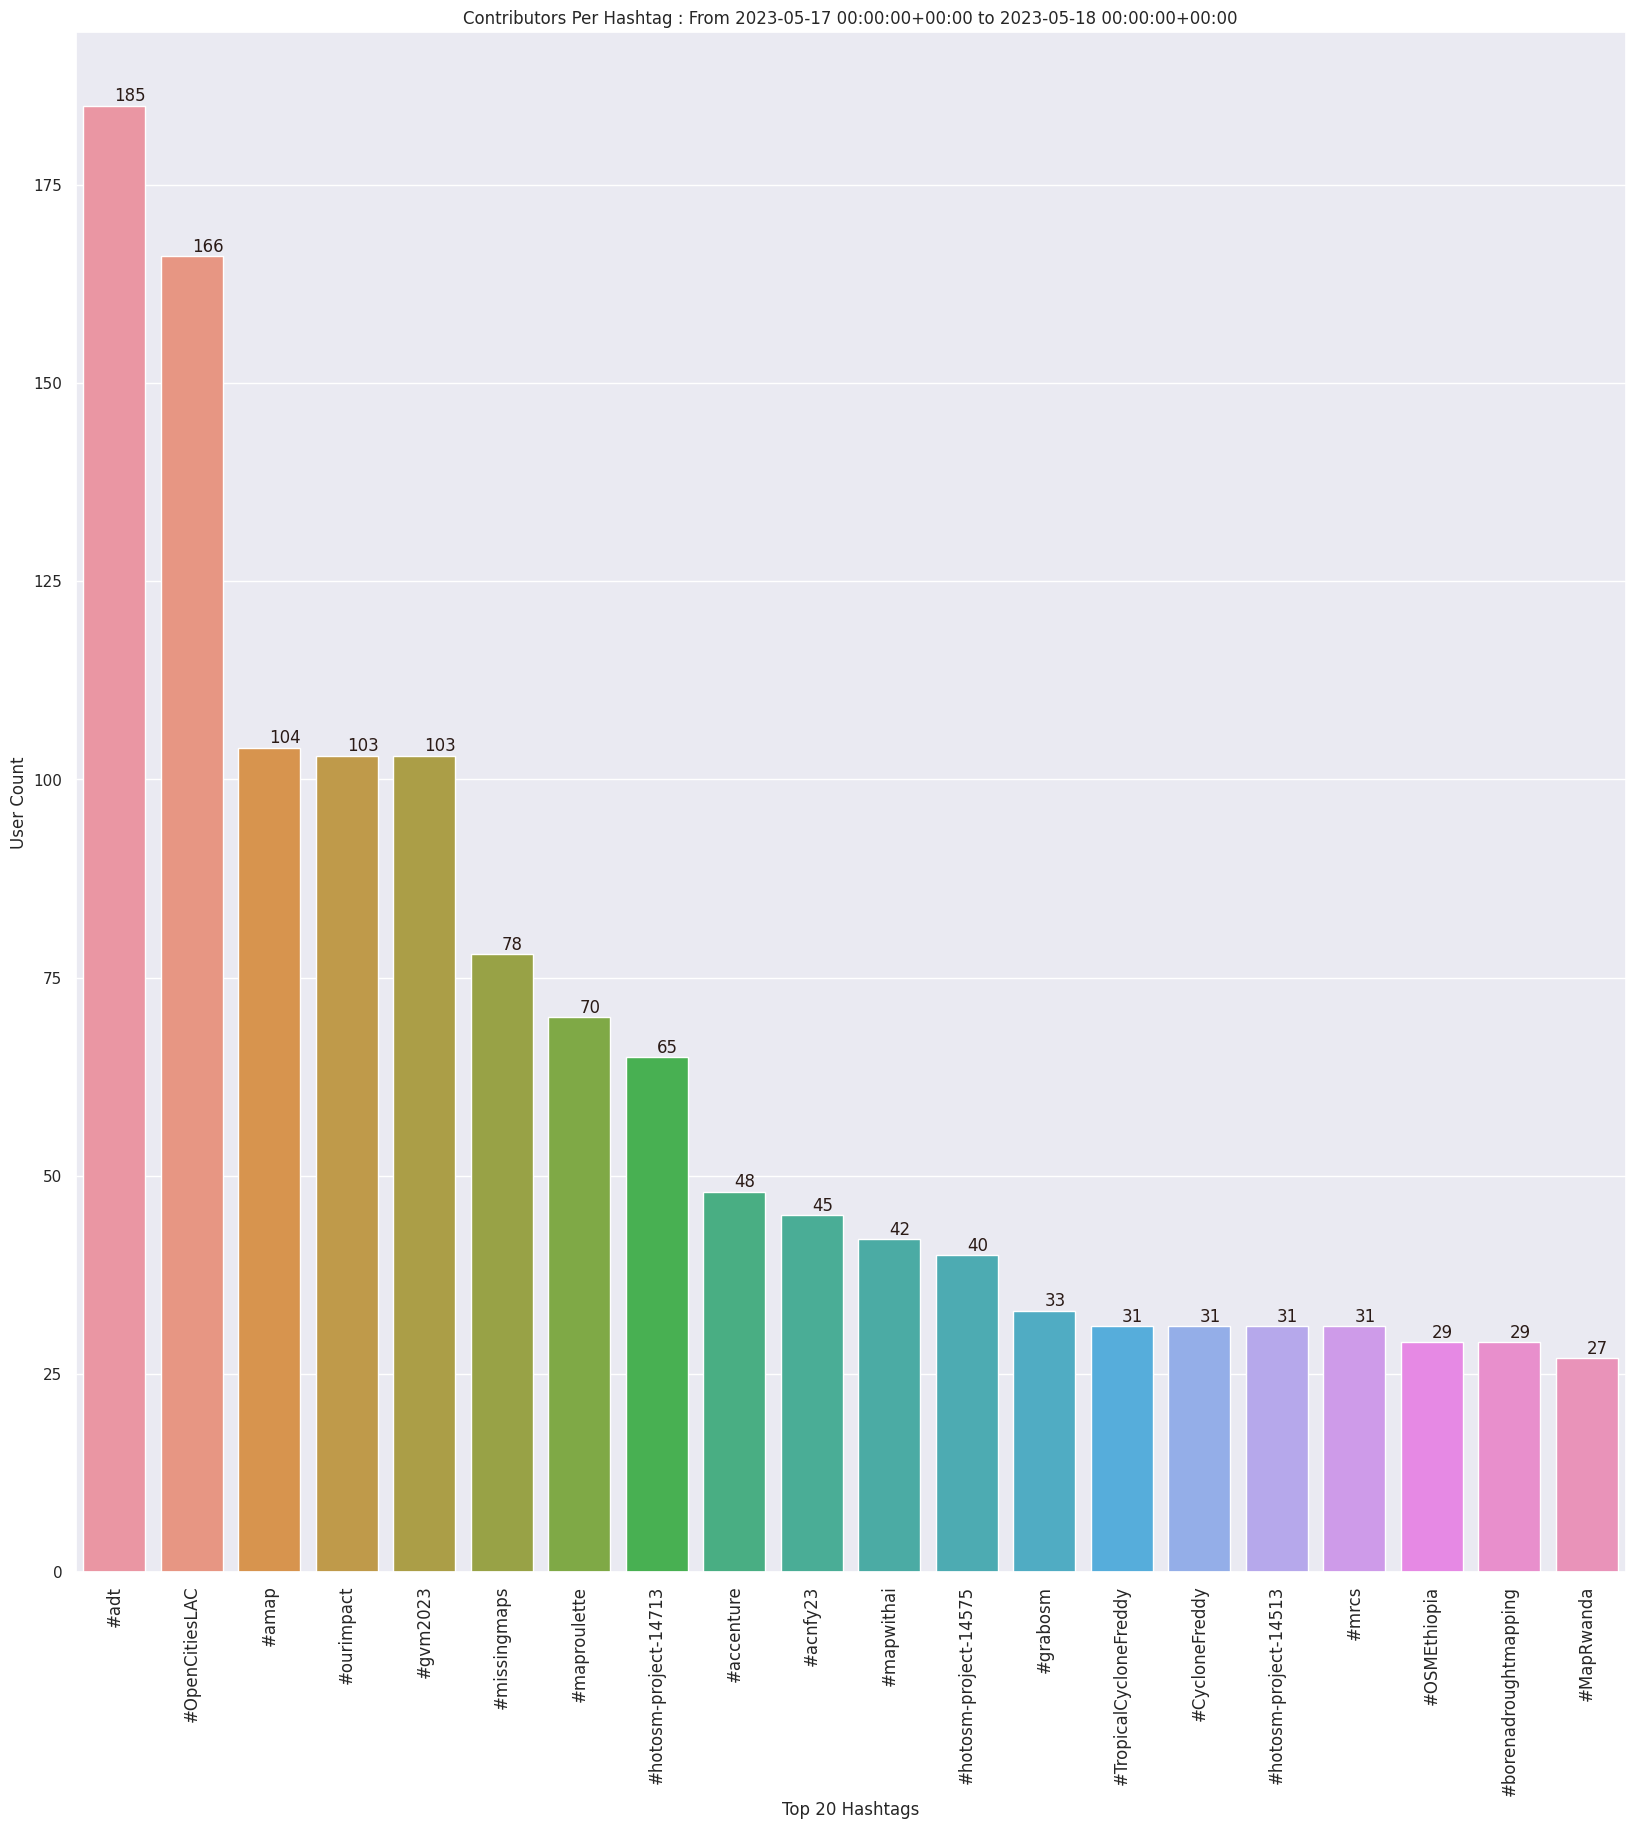 Contributors Per Hashtag : From 2023-05-17 00:00:00+00:00 to 2023-05-18 00:00:00+00:00
User Count
175
150
125
100
75
50
25
0
185
166
104
103
103
78
70
65
48
45
42
40
33
31
31
31
31
29
29
27
#adt
#OpenCitiesLAC
#amap
#ourimpact
#gvm2023
#missingmaps
#maproulette
#hotosm-project-14713
#accenture
#acnfy23
#mapwithai
#hotosm-project-14575
#grabosm
#TropicalCycloneFreddy
#CycloneFreddy
#hotosm-project-14513
#mrcs
#OSMEthiopia
#borenadroughtmapping
#MapRwanda
Top 20 Hashtags